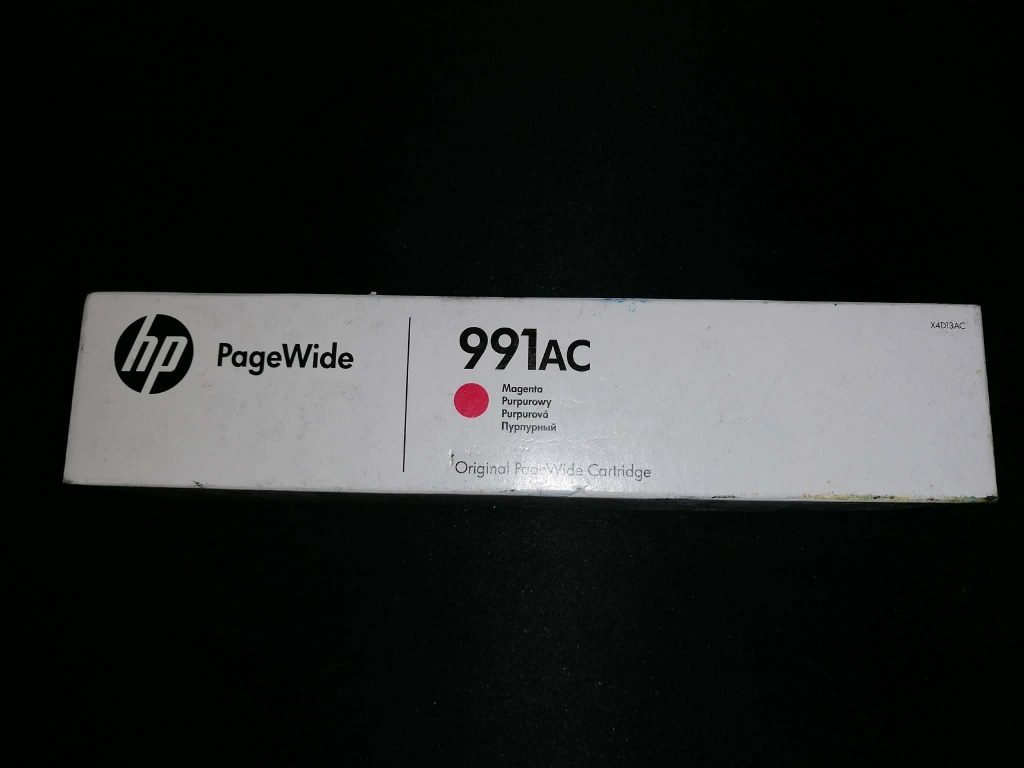 hp
PageWide
991AC
Magenta
Purpurowy
Purpurová
Пурпурный
Original PageWide Cartridge
X4D13AC